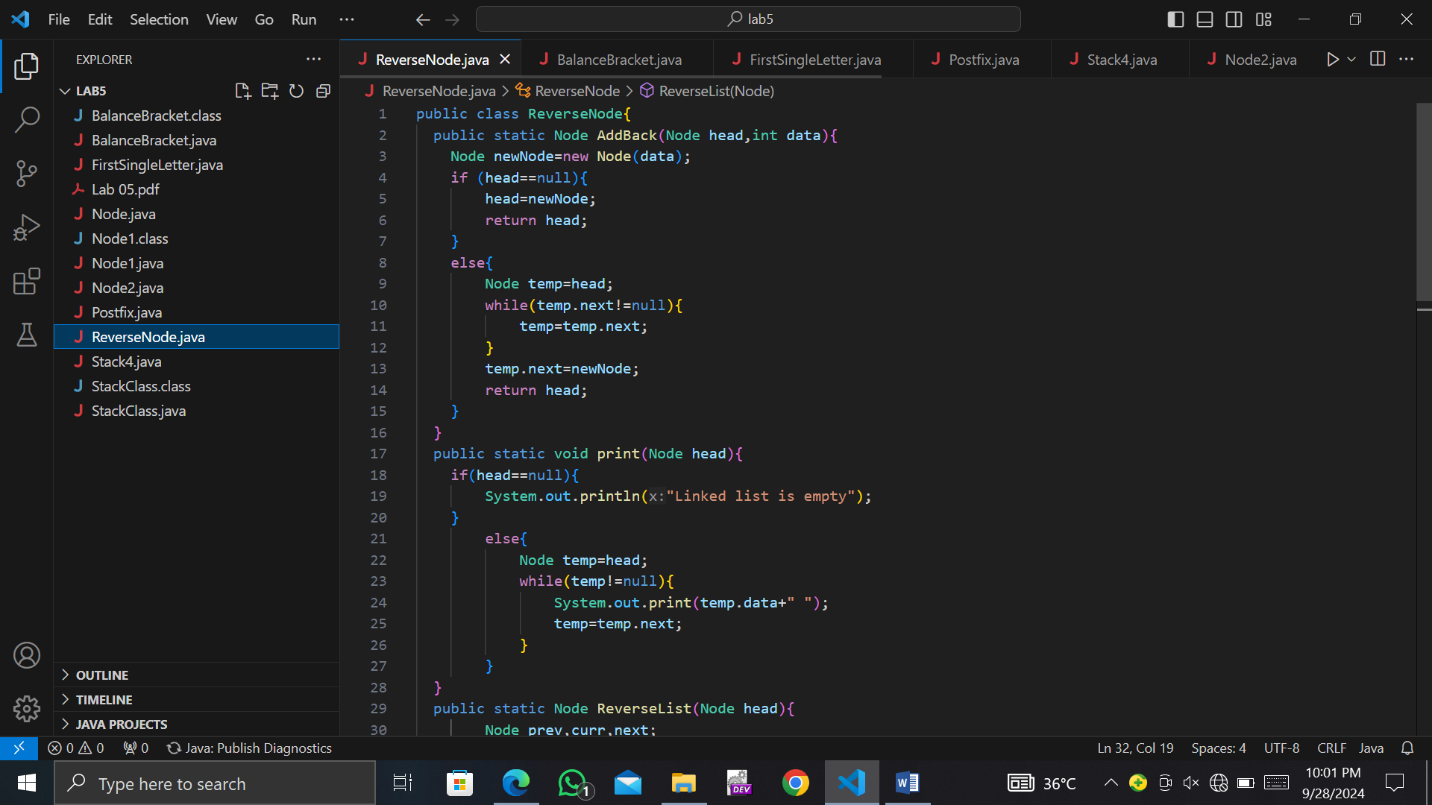 File Edit Selection View Go Run ··· lab5
EXPLORER ···
LAB5
BalanceBracket.class
BalanceBracket.java
FirstSingleLetter.java
Lab 05.pdf
Node.java
Node1.class
Node1.java
Node2.java
Postfix.java
ReverseNode.java
Stack4.java
StackClass.class
StackClass.java
OUTLINE
TIMELINE
JAVA PROJECTS
ReverseNode.java BalanceBracket.java FirstSingleLetter.java Postfix.java Stack4.java Node2.java
ReverseNode.java > ReverseNode > ReverseList(Node)
1 public class ReverseNode{
2 public static Node AddBack(Node head,int data){
3 Node newNode=new Node(data);
4 if (head==null){
5 head=newNode;
6 return head;
7 }
8 else{
9 Node temp=head;
10 while(temp.next!=null){
11 temp=temp.next;
12 }
13 temp.next=newNode;
14 return head;
15 }
16 }
17 public static void print(Node head){
18 if(head==null){
19 System.out.println(x:"Linked list is empty");
20 }
21 else{
22 Node temp=head;
23 while(temp!=null){
24 System.out.print(temp.data+" ");
25 temp=temp.next;
26 }
27 }
28 }
29 public static Node ReverseList(Node head){
30 Node prev,curr,next;
0 0 0 Java: Publish Diagnostics Ln 32, Col 19 Spaces: 4 UTF-8 CRLF Java
Type here to search 1 DEV 36°C 10:01 PM
9/28/2024